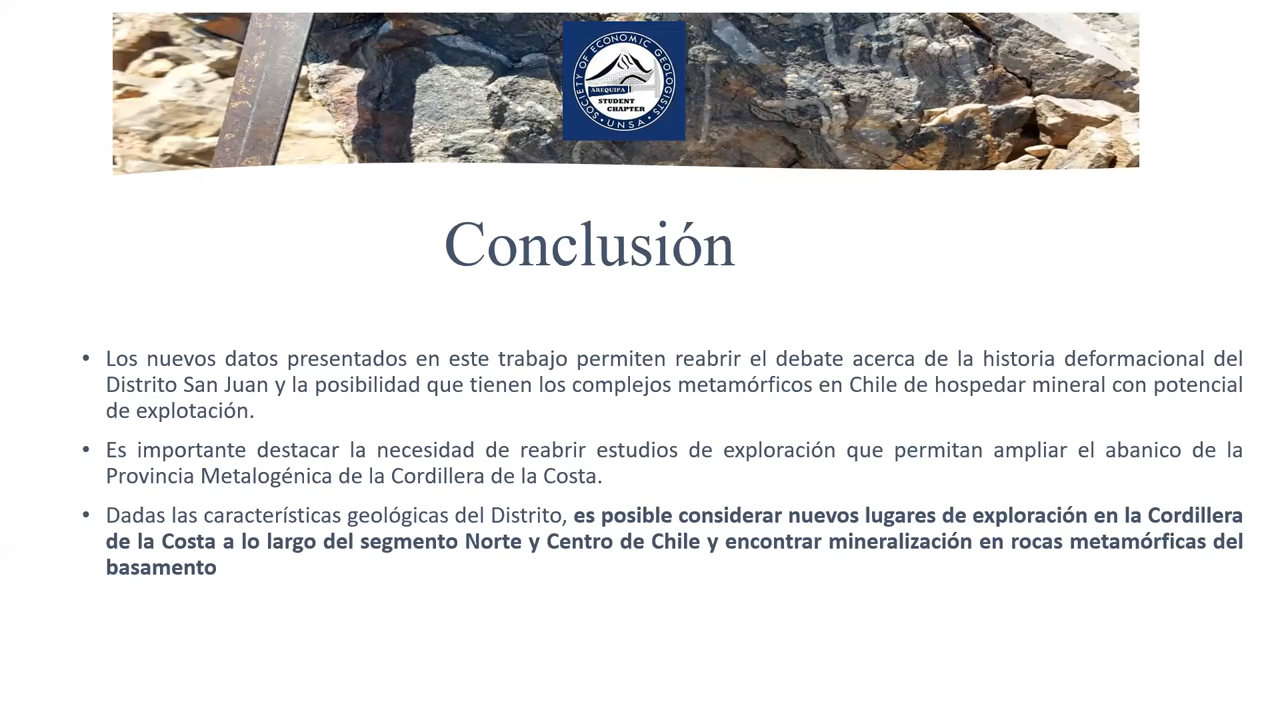 SOCIETY OF ECONOMIC GEOLOGISTS
AREQUIPA
STUDENT
CHAPTER
• UNSA •
Conclusión
• Los nuevos datos presentados en este trabajo permiten reabrir el debate acerca de la historia deformacional del
Distrito San Juan y la posibilidad que tienen los complejos metamórficos en Chile de hospedar mineral con potencial
de explotación.
• Es importante destacar la necesidad de reabrir estudios de exploración que permitan ampliar el abanico de la
Provincia Metalogénica de la Cordillera de la Costa.
• Dadas las características geológicas del Distrito, es posible considerar nuevos lugares de exploración en la Cordillera
de la Costa a lo largo del segmento Norte y Centro de Chile y encontrar mineralización en rocas metamórficas del
basamento